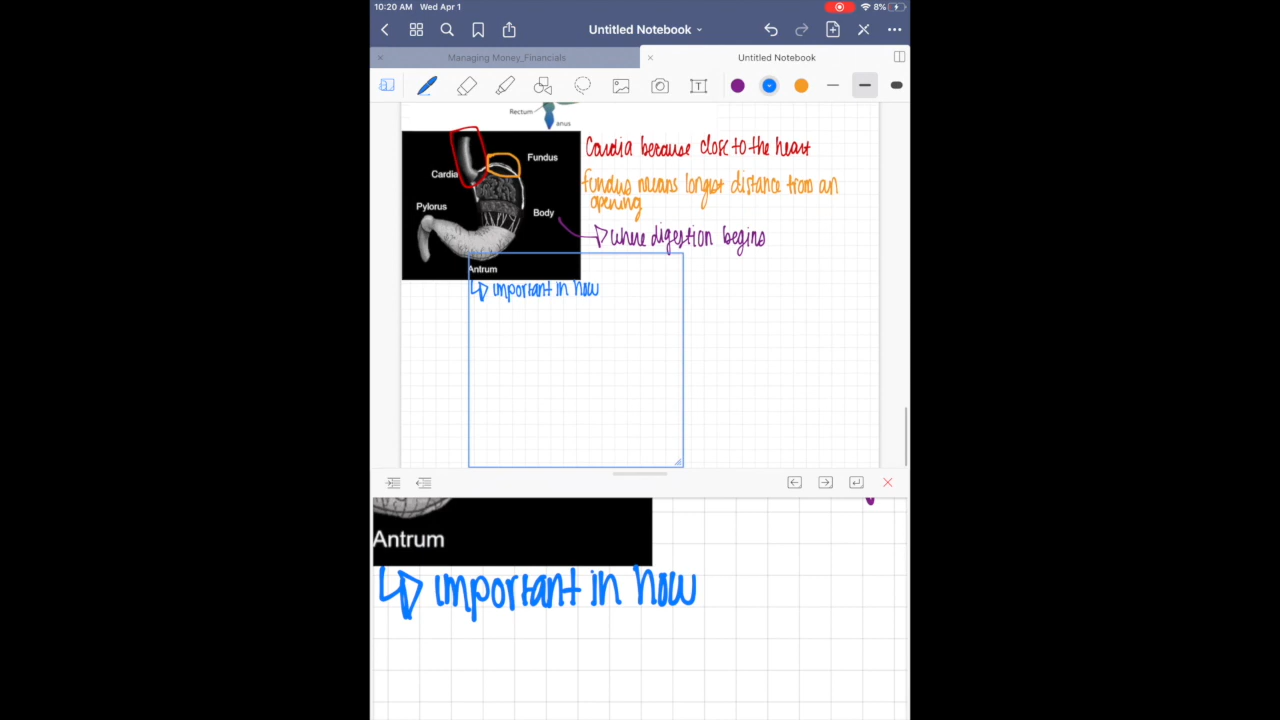 10:20 AM Wed Apr 1
8%
Untitled Notebook
Managing Money_Financials
Untitled Notebook
T
Rectum
anus
Cardia
Fundus
Pylorus
Body
Antrum
Cardia because close to the heart
fundus means longest distance from an
opening
where digestion begins
important in how
Antrum
important in how